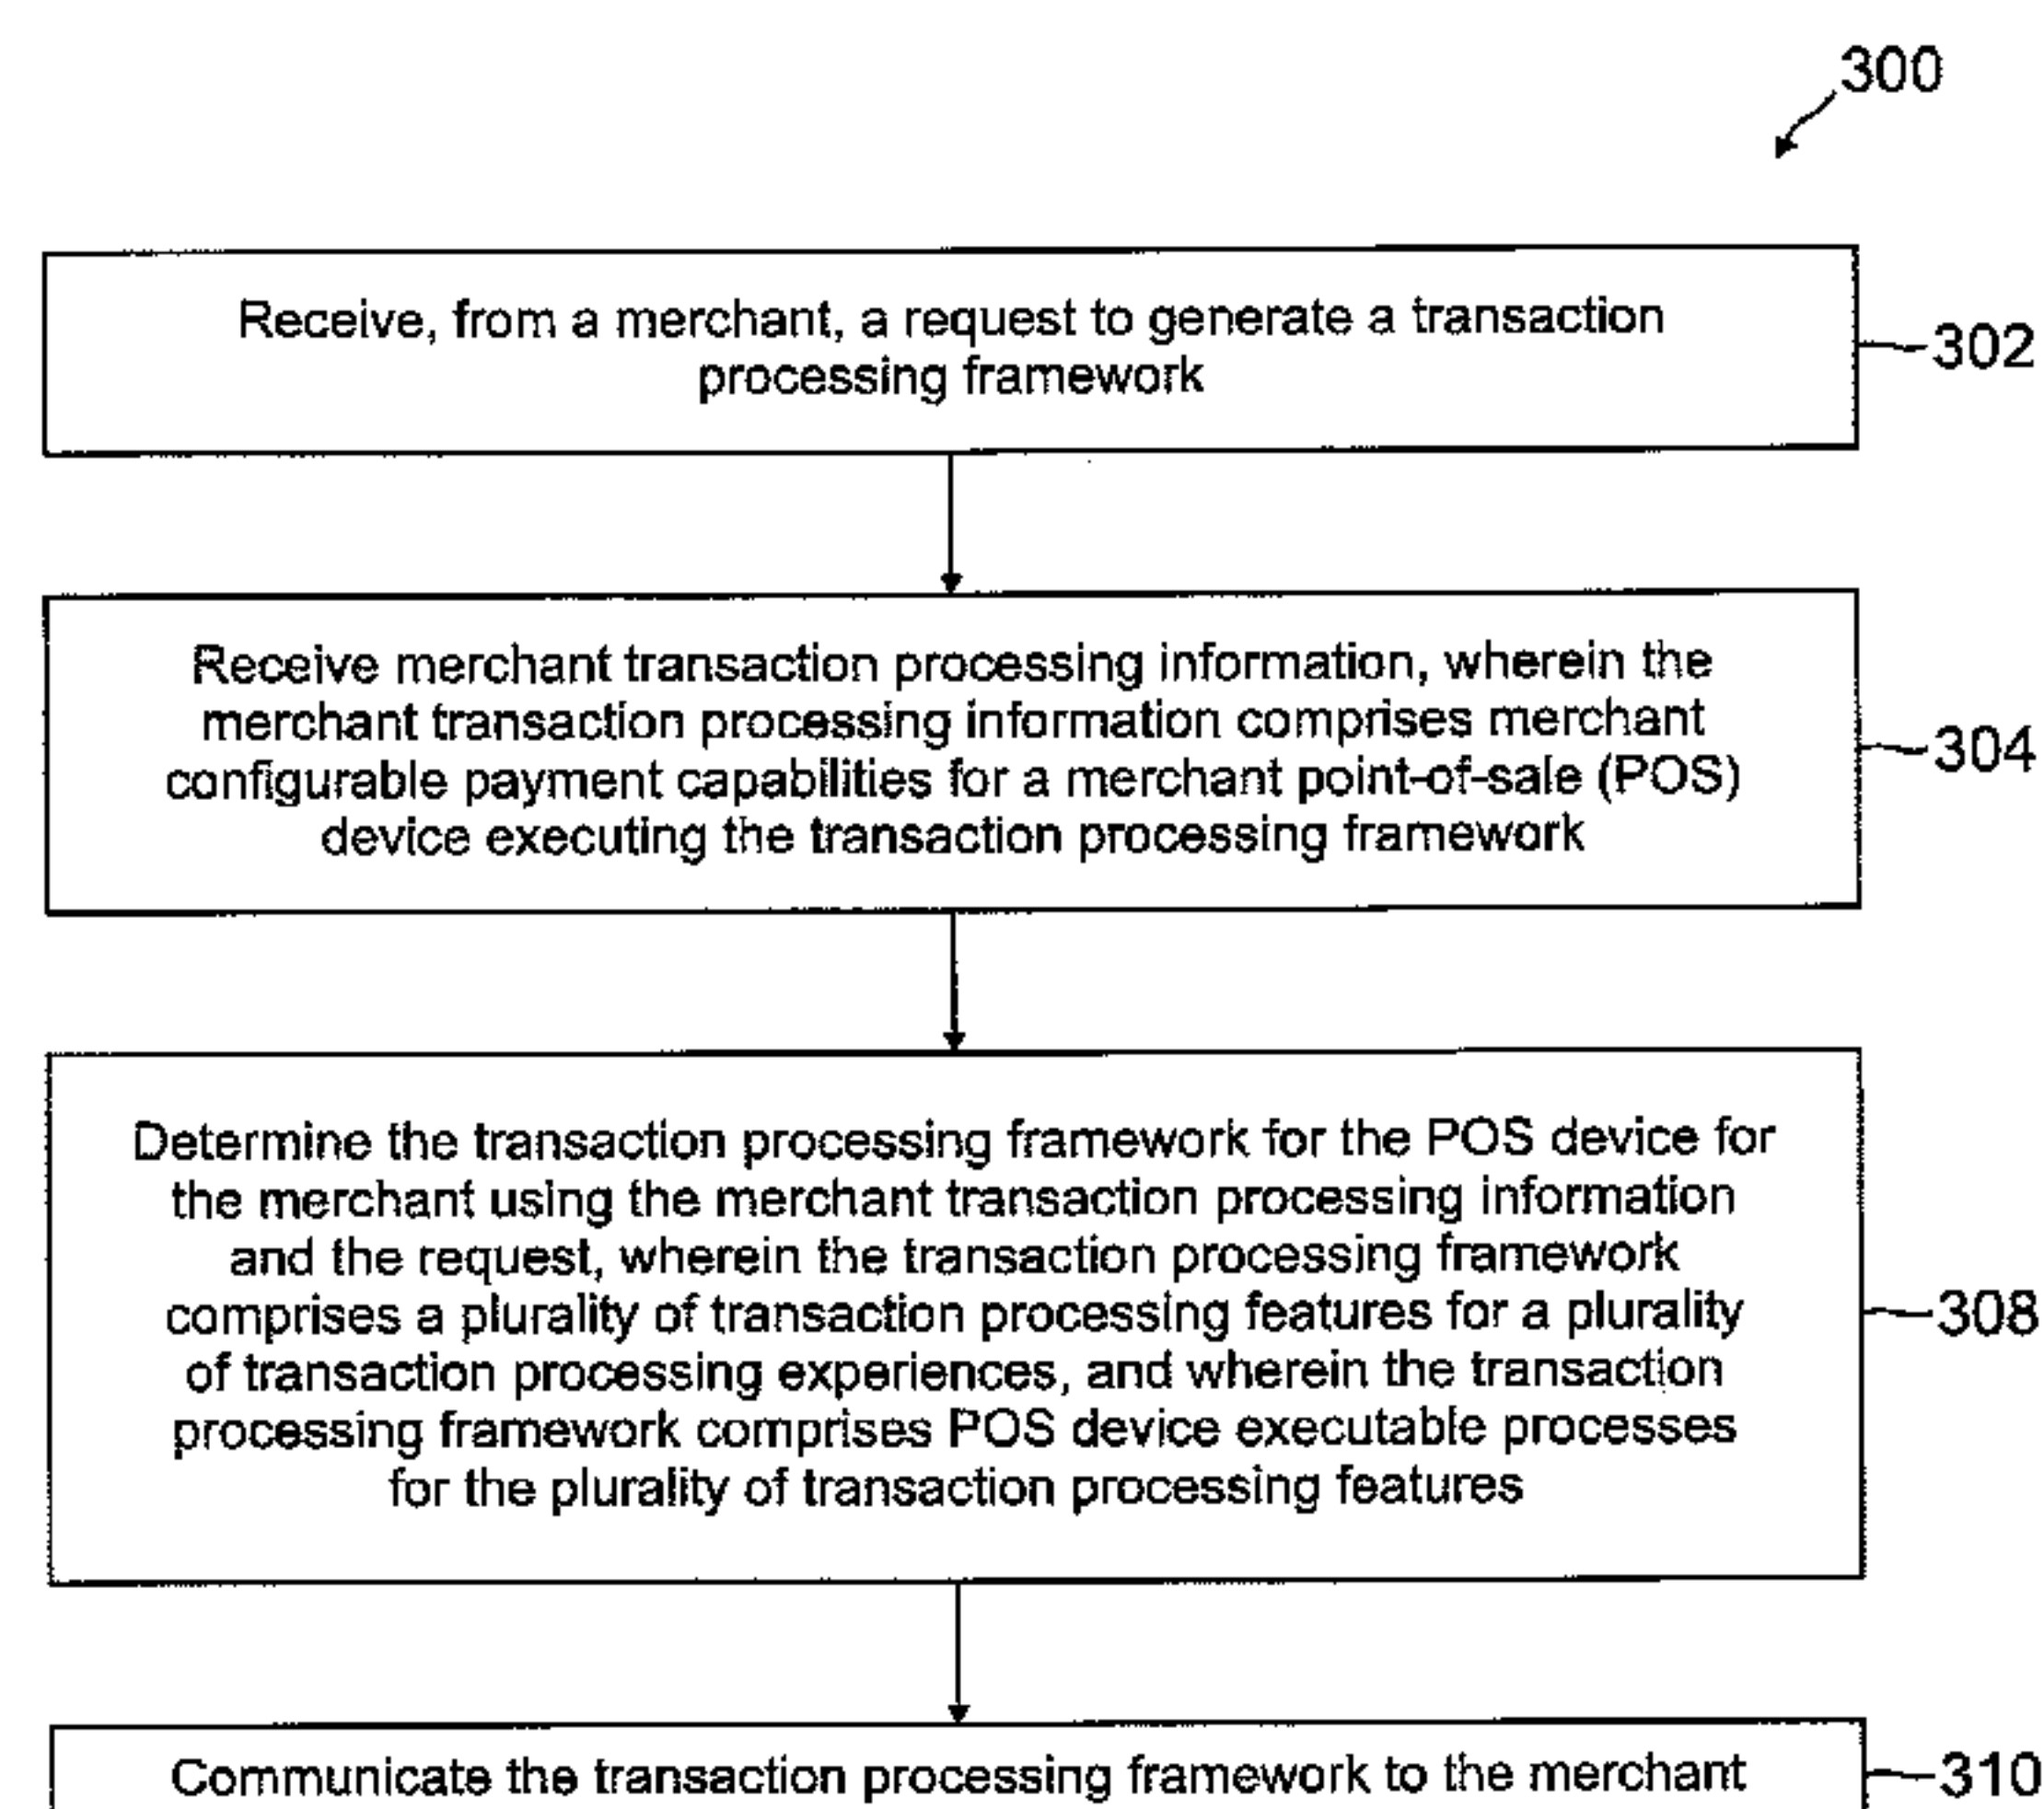 300
Receive, from a merchant, a request to generate a transaction
processing framework
302
Receive merchant transaction processing information, wherein the
merchant transaction processing information comprises merchant
configurable payment capabilities for a merchant point-of-sale (POS)
device executing the transaction processing framework
304
Determine the transaction processing framework for the POS device for
the merchant using the merchant transaction processing information
and the request, wherein the transaction processing framework
comprises a plurality of transaction processing features for a plurality
of transaction processing experiences, and wherein the transaction
processing framework comprises POS device executable processes
for the plurality of transaction processing features
308
Communicate the transaction processing framework to the merchant
310